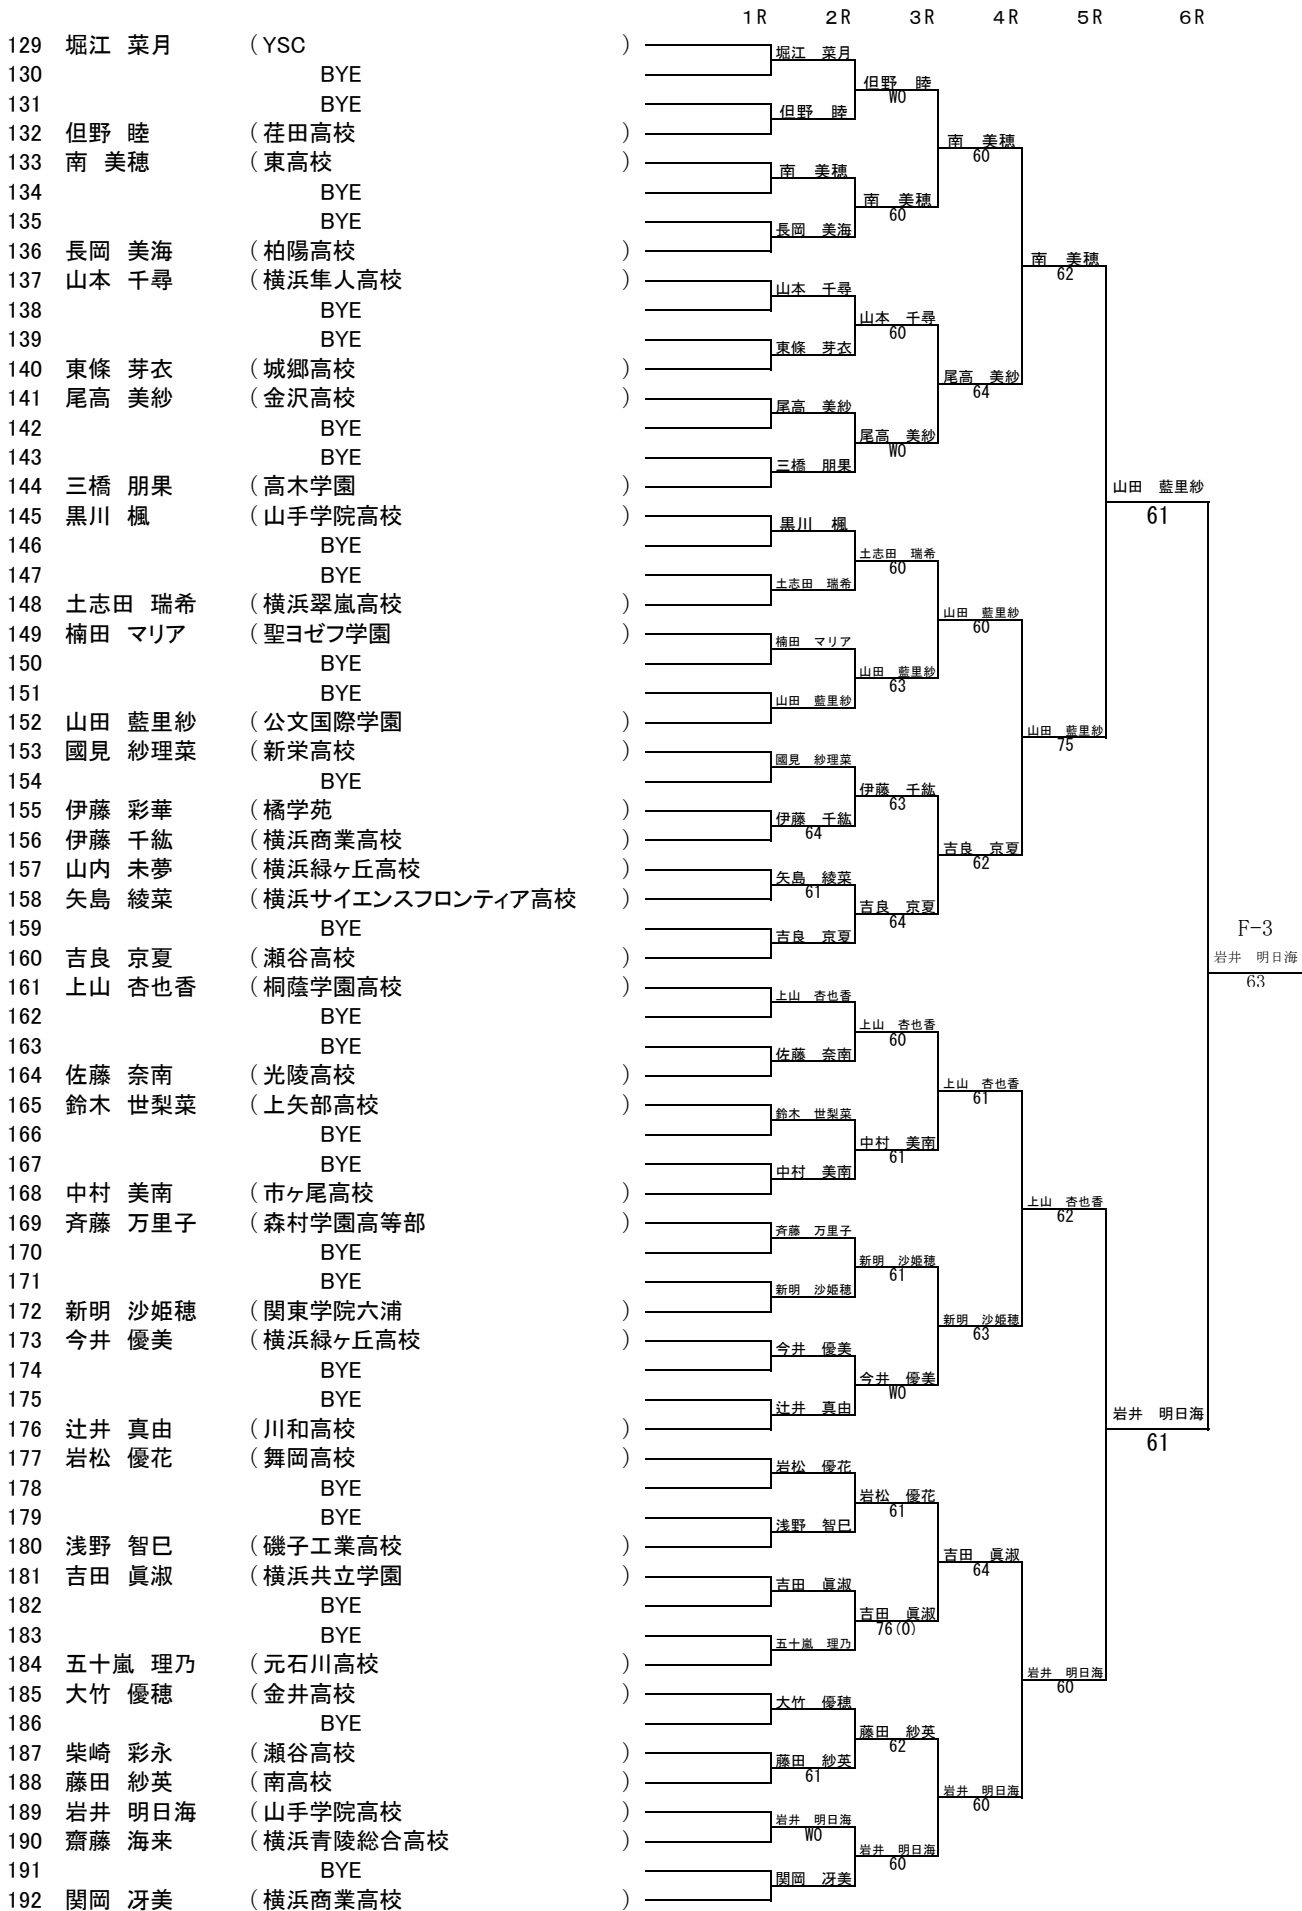 1R 2R 3R 4R 5R 6R
129 堀江 菜月 (YSC )
130 BYE
131 BYE
132 但野 睦 (荏田高校 )
133 南 美穂 (東高校 )
134 BYE
135 BYE
136 長岡 美海 (柏陽高校 )
137 山本 千尋 (横浜隼人高校 )
138 BYE
139 BYE
140 東條 芽衣 (城郷高校 )
141 尾高 美紗 (金沢高校 )
142 BYE
143 BYE
144 三橋 朋果 (高木学園 )
145 黒川 楓 (山手学院高校 )
146 BYE
147 BYE
148 土志田 瑞希 (横浜翠嵐高校 )
149 楠田 マリア (聖ヨゼフ学園 )
150 BYE
151 BYE
152 山田 藍里紗 (公文国際学園 )
153 國見 紗理菜 (新栄高校 )
154 BYE
155 伊藤 彩華 (橘学苑 )
156 伊藤 千紘 (横浜商業高校 )
157 山内 未夢 (横浜緑ヶ丘高校 )
158 矢島 綾菜 (横浜サイエンスフロンティア高校 )
159 BYE
160 吉良 京夏 (瀬谷高校 )
161 上山 杏也香 (桐蔭学園高校 )
162 BYE
163 BYE
164 佐藤 奈南 (光陵高校 )
165 鈴木 世梨菜 (上矢部高校 )
166 BYE
167 BYE
168 中村 美南 (市ヶ尾高校 )
169 斉藤 万里子 (森村学園高等部 )
170 BYE
171 BYE
172 新明 沙姫穂 (関東学院六浦 )
173 今井 優美 (横浜緑ヶ丘高校 )
174 BYE
175 BYE
176 辻井 真由 (川和高校 )
177 岩松 優花 (舞岡高校 )
178 BYE
179 BYE
180 浅野 智巳 (磯子工業高校 )
181 吉田 眞淑 (横浜共立学園 )
182 BYE
183 BYE
184 五十嵐 理乃 (元石川高校 )
185 大竹 優穂 (金井高校 )
186 BYE
187 柴崎 彩永 (瀬谷高校 )
188 藤田 紗英 (南高校 )
189 岩井 明日海 (山手学院高校 )
190 齋藤 海来 (横浜青陵総合高校 )
191 BYE
192 関岡 冴美 (横浜商業高校 )
堀江 菜月
但野 睦
南 美穂
長岡 美海
山本 千尋
東條 芽衣
尾高 美紗
三橋 朋果
黒川 楓
土志田 瑞希
楠田 マリア
山田 藍里紗
國見 紗理菜
伊藤 千紘
64
矢島 綾菜
61
吉良 京夏
上山 杏也香
佐藤 奈南
鈴木 世梨菜
中村 美南
斉藤 万里子
新明 沙姫穂
今井 優美
辻井 真由
岩松 優花
浅野 智巳
吉田 眞淑
五十嵐 理乃
大竹 優穂
藤田 紗英
61
岩井 明日海
WO
関岡 冴美
但野 睦
WO
南 美穂
60
山本 千尋
60
尾高 美紗
WO
土志田 瑞希
60
山田 藍里紗
63
伊藤 千紘
63
吉良 京夏
64
上山 杏也香
60
中村 美南
61
新明 沙姫穂
61
今井 優美
WO
岩松 優花
61
吉田 眞淑
76(0)
藤田 紗英
62
岩井 明日海
60
南 美穂
60
尾高 美紗
64
山田 藍里紗
60
吉良 京夏
62
上山 杏也香
61
新明 沙姫穂
63
吉田 眞淑
64
岩井 明日海
60
南 美穂
62
山田 藍里紗
75
上山 杏也香
62
岩井 明日海
60
山田 藍里紗
61
岩井 明日海
61
F-3
岩井 明日海
63